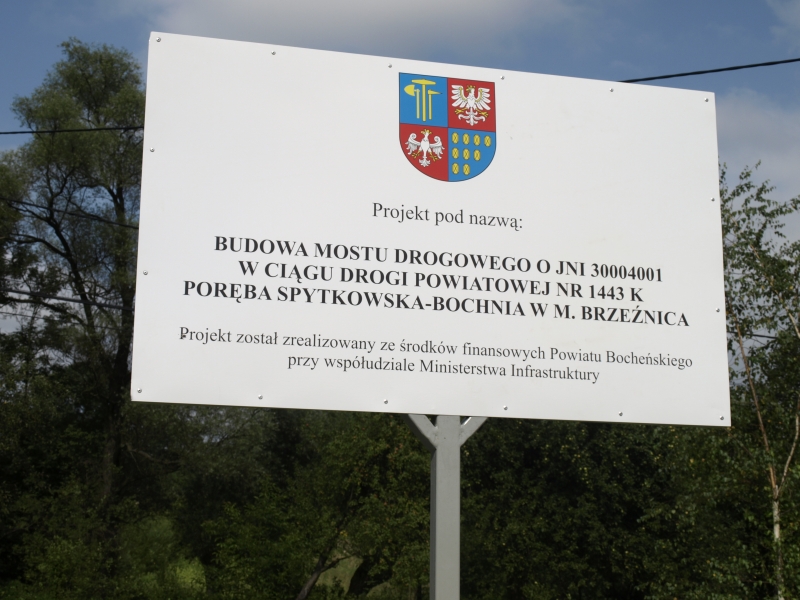 Projekt pod nazwą:
BUDOWA MOSTU DROGOWEGO O JNI 30004001
W CIĄGU DROGI POWIATOWEJ NR 1443 K
PORĘBA SPYTKOWSKA-BOCHNIA W M. BRZEŹNICA
Projekt został zrealizowany ze środków finansowych Powiatu Bocheńskiego
przy współudziale Ministerstwa Infrastruktury